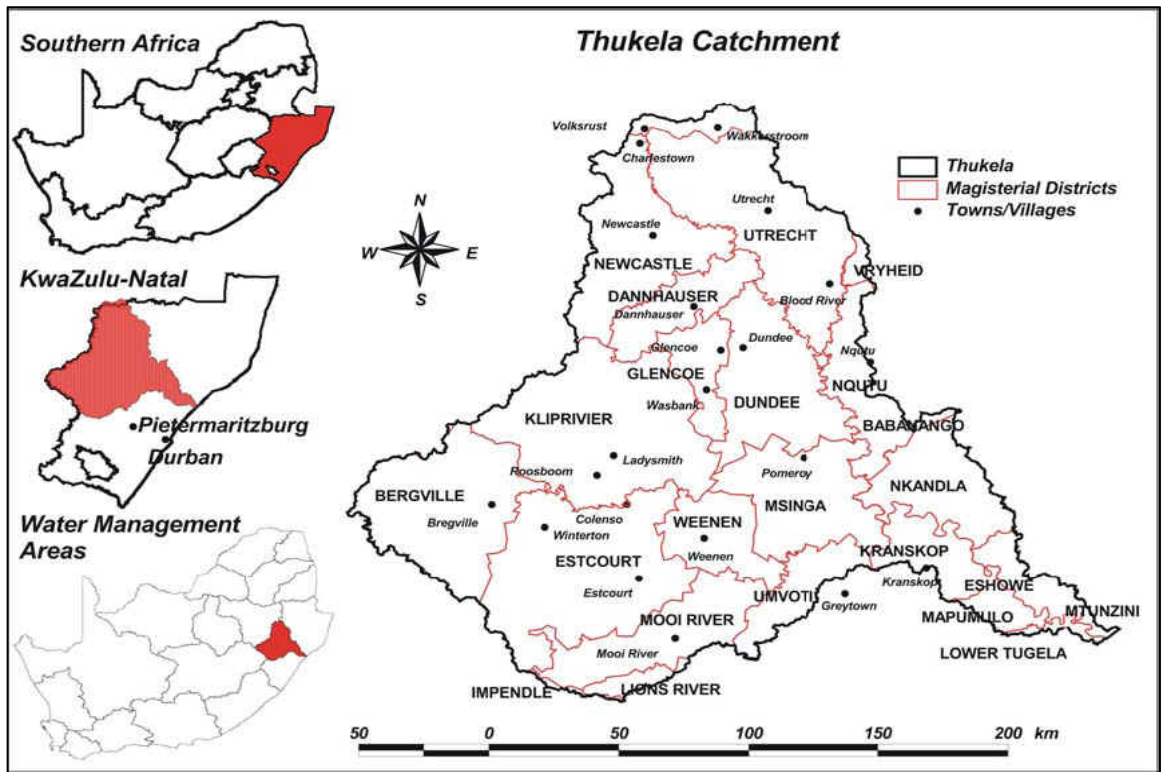 Southern Africa
Thukela Catchment
Volksrust
Wakkerstroom
Charlestown
Thukela
Magisterial Districts
Towns/Villages
N
W
E
S
Utrecht
Newcastle
UTRECHT
NEWCASTLE
VRYHEID
KwaZulu-Natal
DANNHAUSER
Blood River
Dannhauser
Dundee
Glencoe
Nqutu
GLENCOE
NQUTU
Wasbank
DUNDEE
KLIPRIVIER
BABANANGO
Pietermaritzburg
Durban
Ladysmith
Roosboom
Pomeroy
NKANDLA
BERGVILLE
MSINGA
Bregville
Colenso
WEENEN
Water Management
Areas
Winterton
Weenen
ESTCOURT
KRANSKOP
Kranskop
ESHOWE
Estcourt
UMVOTI
Greytown
MTUNZINI
MOOI RIVER
MAPUMULO
Mooi River
LOWER TUGELA
IMPENDLE
LIONS RIVER
50 0 50 100 150 200 km